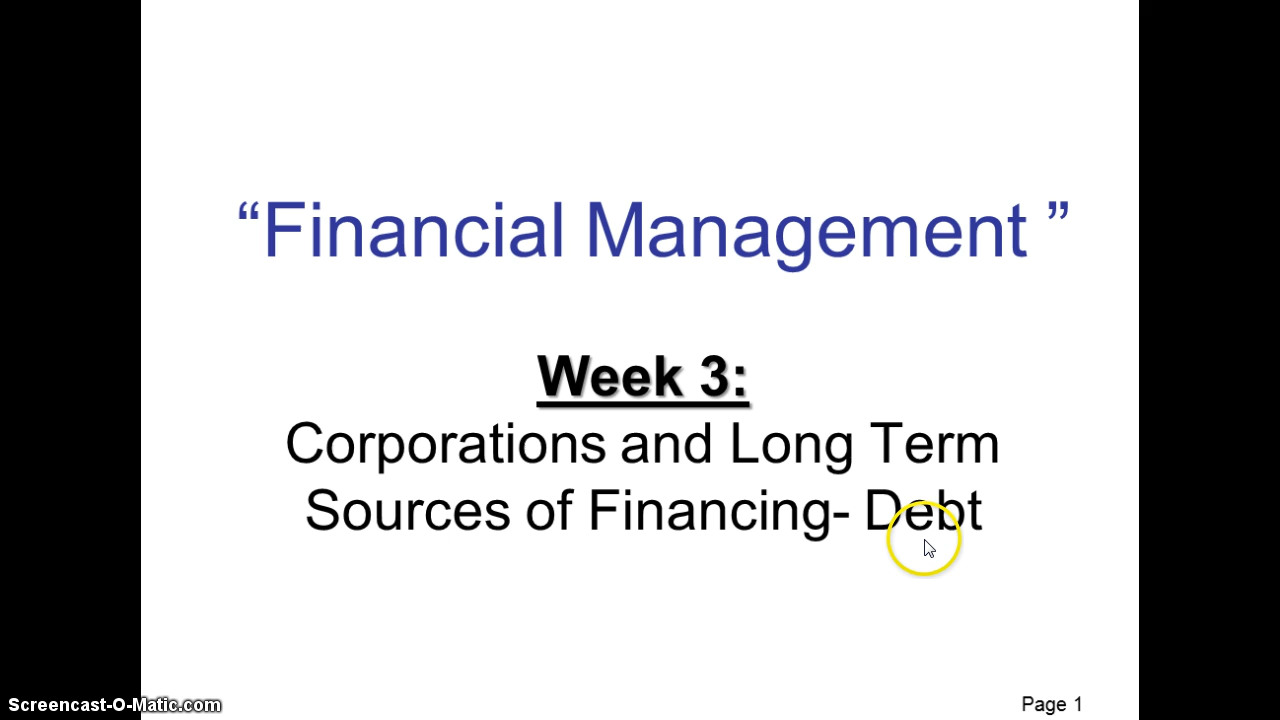 “Financial Management ”
Week 3:
Corporations and Long Term
Sources of Financing- Debt
Screencast-O-Matic.com
Page 1